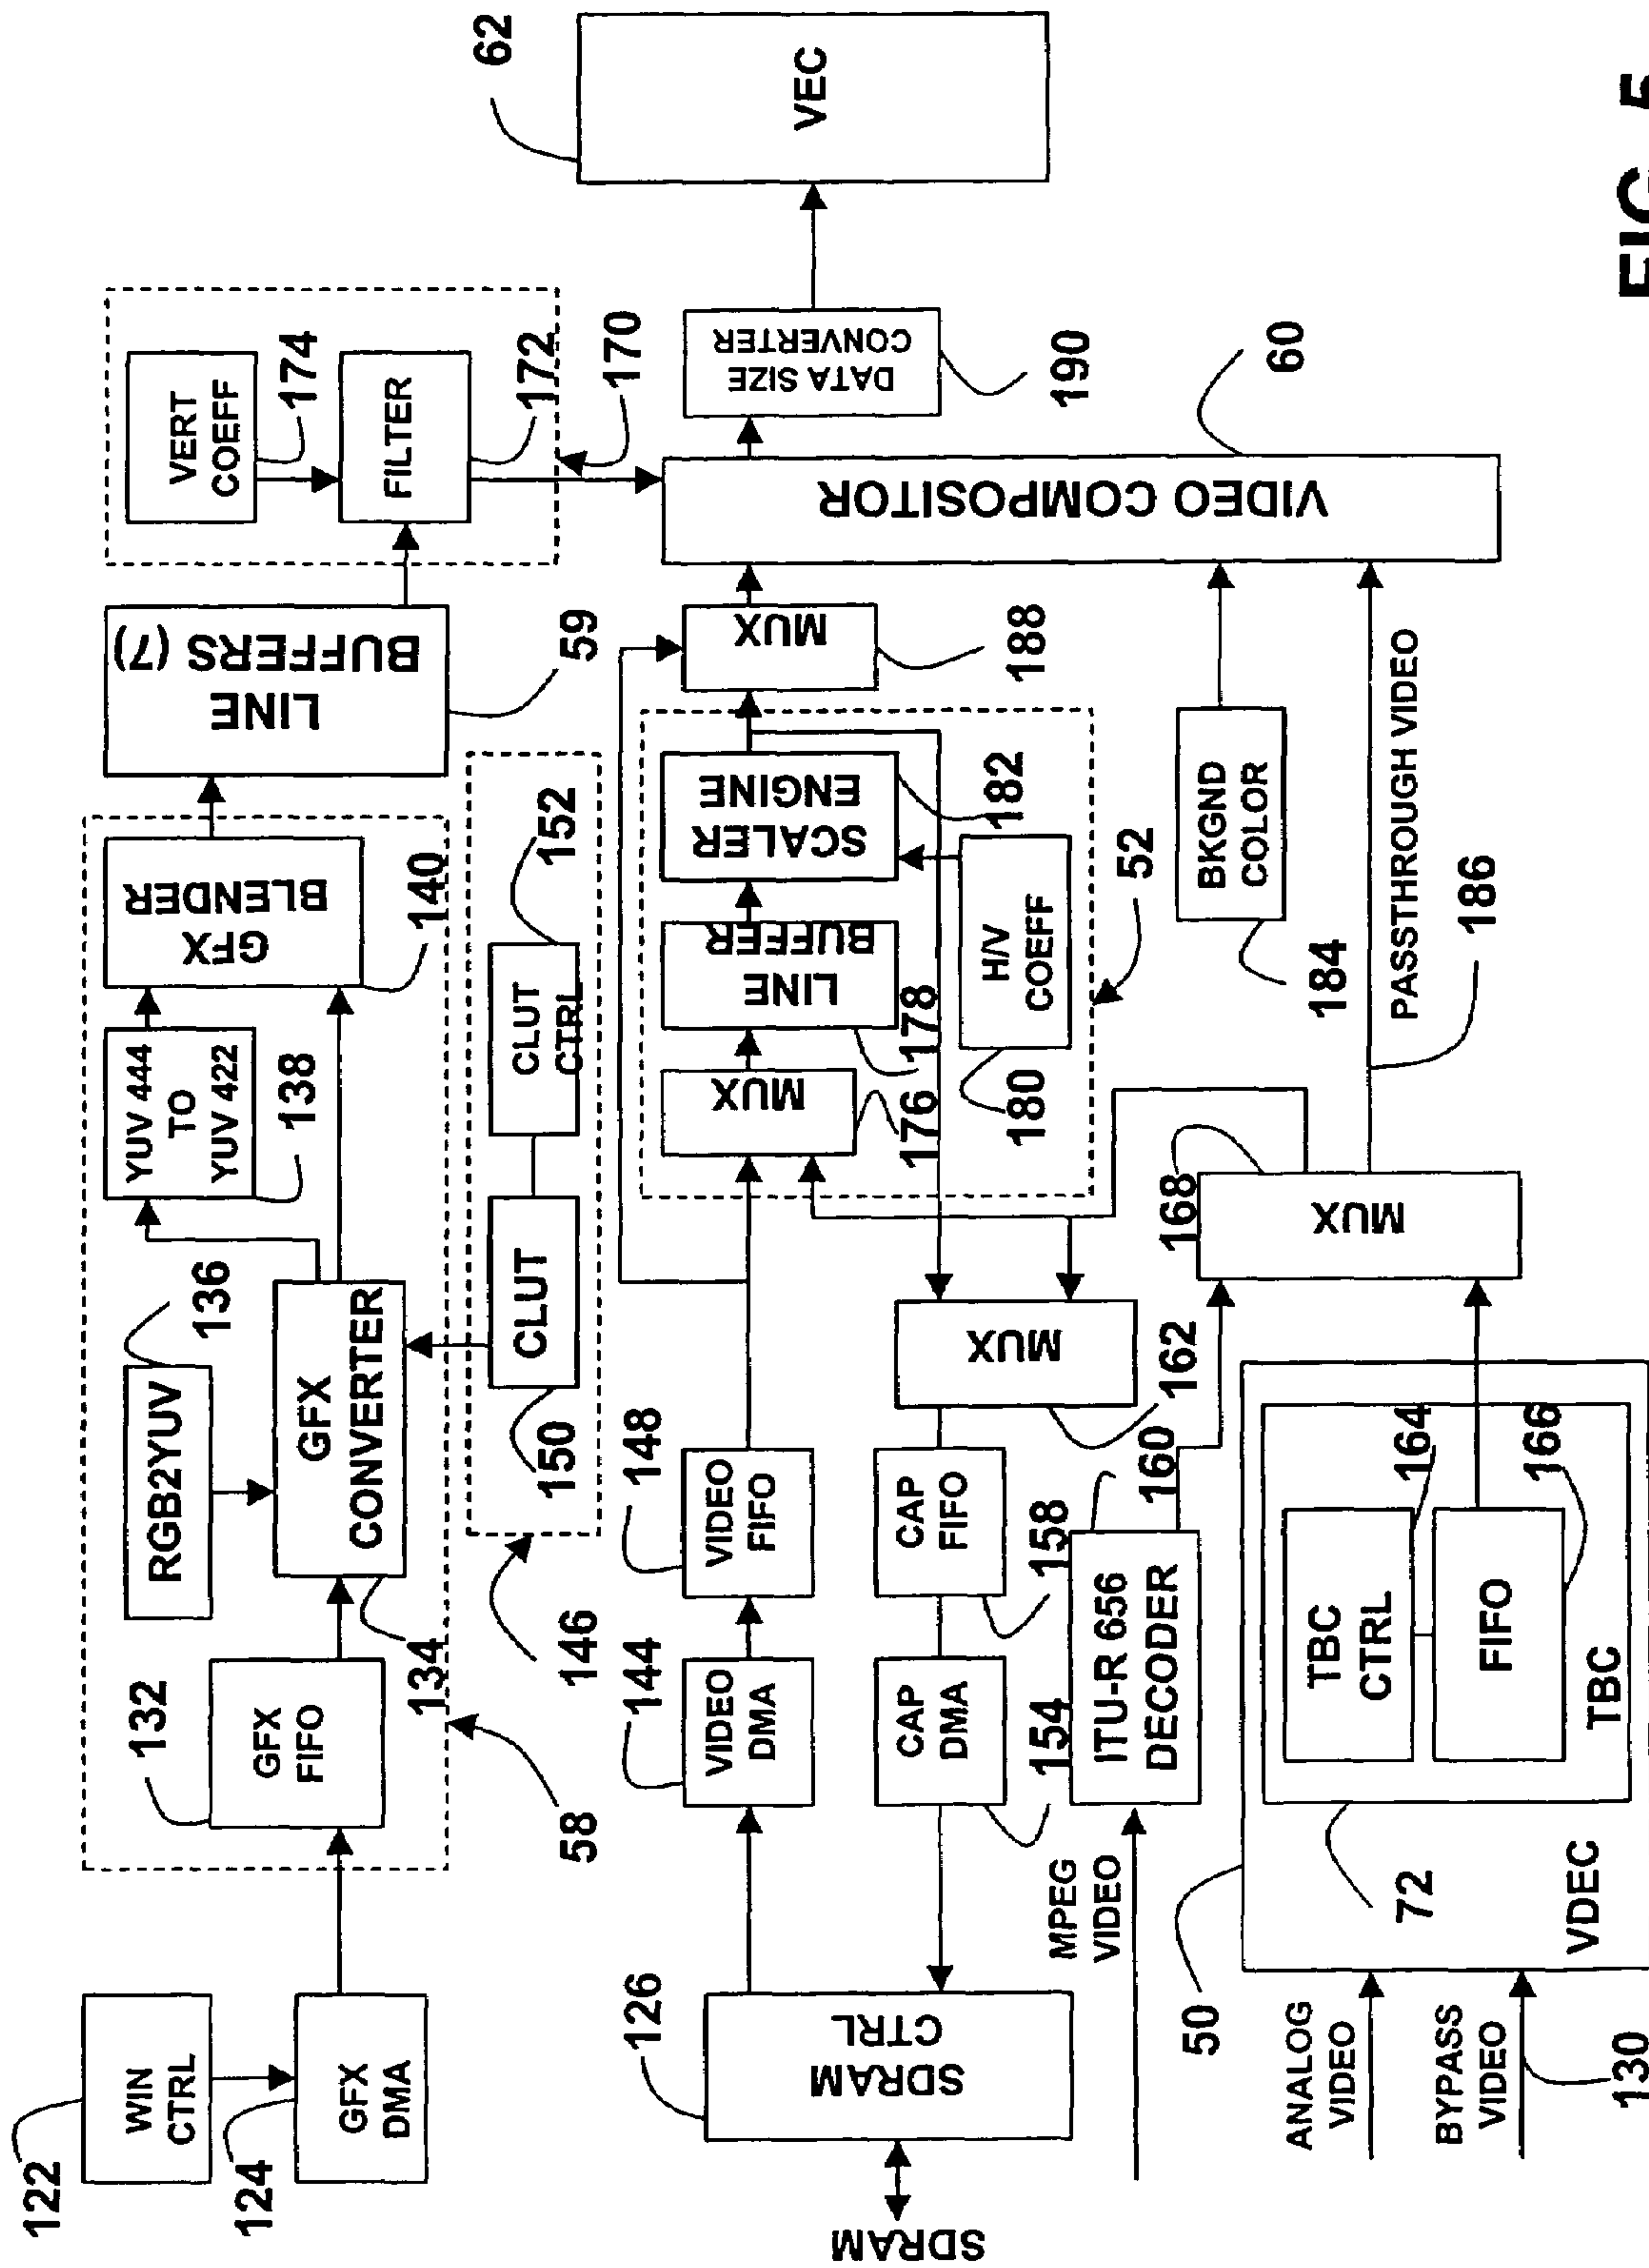 122
WIN
CTRL
124
GFX
DMA
132
GFX
FIFO
134
58
RGB2YUV
136
GFX
CONVERTER
YUV 444
TO
YUV 422
138
GFX
BLENDER
140
LINE
BUFFERS (7)
59
VERT
COEFF
174
FILTER
172
170
62
VEC
146
150
CLUT
CLUT
CTRL
152
SDRAM
126
SDRAM
CTRL
144
VIDEO
DMA
148
VIDEO
FIFO
MUX
176
LINE
BUFFER
178
SCALER
ENGINE
182
H/V
COEFF
180
52
MUX
188
VIDEO COMPOSITOR
60
DATA SIZE
CONVERTER
190
CAP
DMA
154
CAP
FIFO
158
MUX
162
MPEG
VIDEO
ITU-R 656
DECODER
160
168
MUX
BKGND
COLOR
184
PASSTHROUGH VIDEO
186
50
ANALOG
VIDEO
BYPASS
VIDEO
130
VDEC
72
TBC
CTRL
164
FIFO
166
TBC
FIG. 5